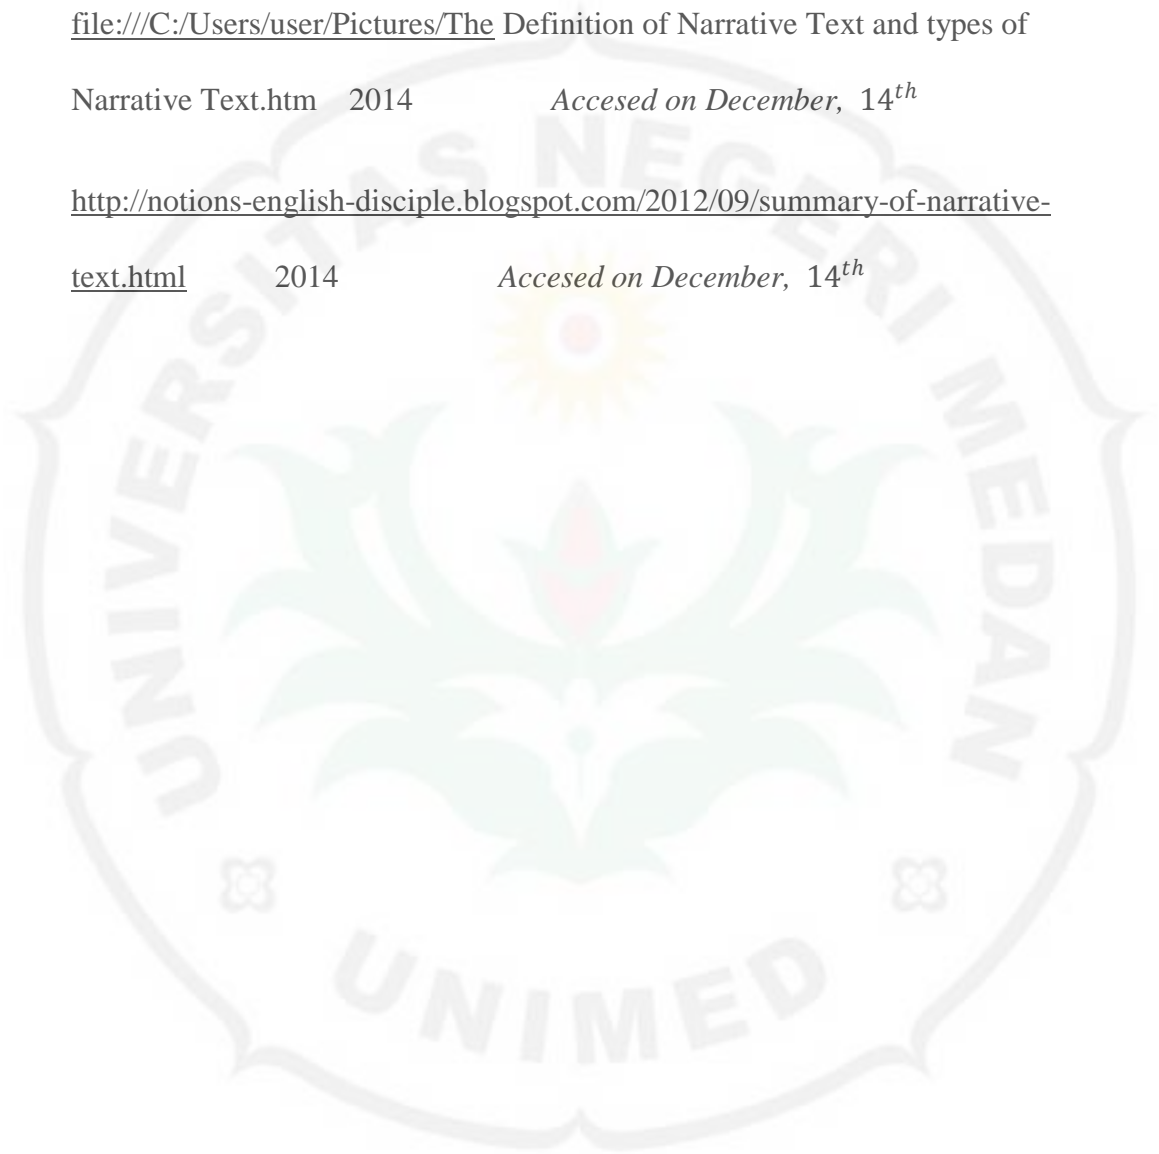 file:///C:/Users/user/Pictures/The Definition of Narrative Text and types of
Narrative Text.htm 2014 Accesed on December, 14th
http://notions-english-disciple.blogspot.com/2012/09/summary-of-narrative-
text.html 2014 Accesed on December, 14th
UNIVERSITAS NEGERI MEDAN
UNIMED